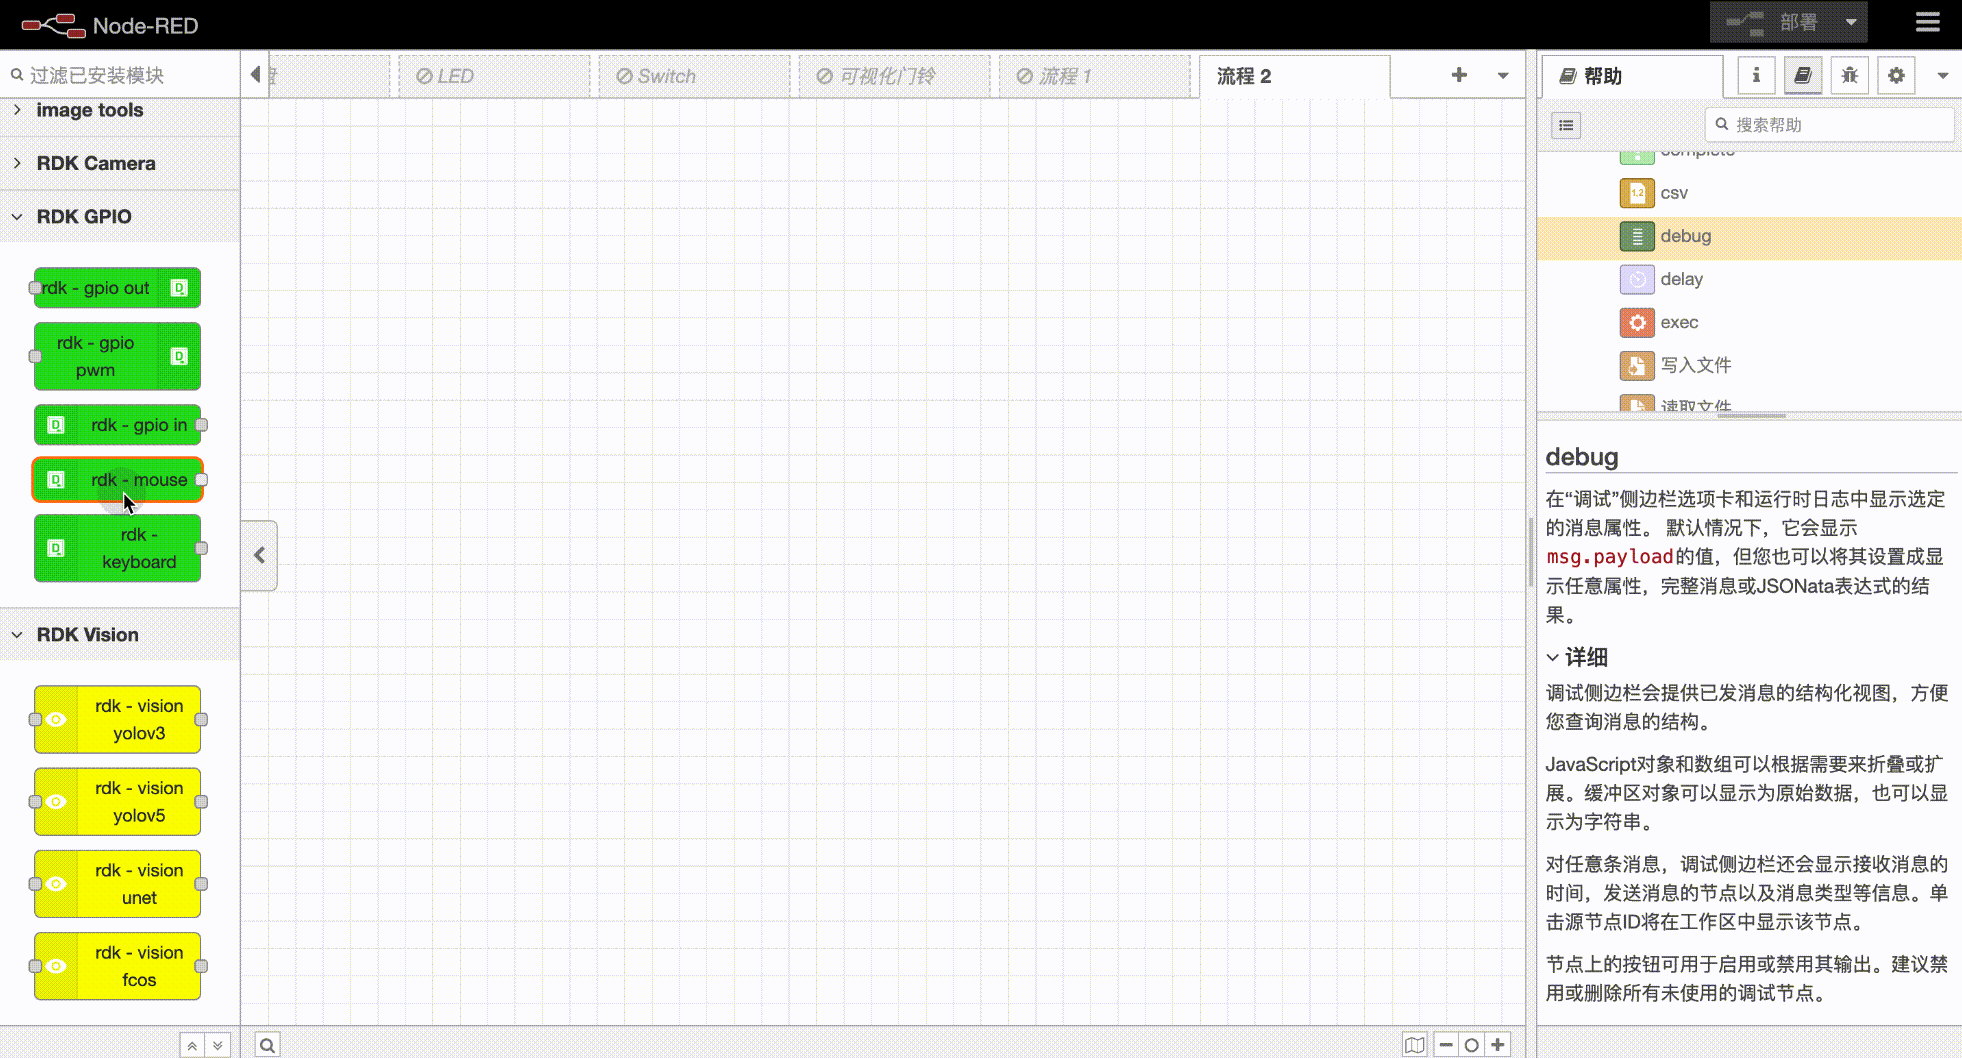 Node-RED
部署
过滤已安装模块
LED
Switch
可视化门铃
流程 1
流程 2
帮助
image tools
RDK Camera
RDK GPIO
rdk - gpio out
rdk - gpio
pwm
rdk - gpio in
rdk - mouse
rdk -
keyboard
RDK Vision
rdk - vision
yolov3
rdk - vision
yolov5
rdk - vision
unet
rdk - vision
fcos
搜索帮助
complete
csv
debug
delay
exec
写入文件
读取文件
debug
在“调试”侧边栏选项卡和运行时日志中显示选定
的消息属性。 默认情况下，它会显示
msg.payload的值，但您也可以将其设置成显
示任意属性，完整消息或JSONata表达式的结
果。
详细
调试侧边栏会提供已发消息的结构化视图，方便
您查询消息的结构。
JavaScript对象和数组可以根据需要来折叠或扩
展。缓冲区对象可以显示为原始数据，也可以显
示为字符串。
对任意条消息，调试侧边栏还会显示接收消息的
时间，发送消息的节点以及消息类型等信息。单
击源节点ID将在工作区中显示该节点。
节点上的按钮可用于启用或禁用其输出。建议禁
用或删除所有未使用的调试节点。